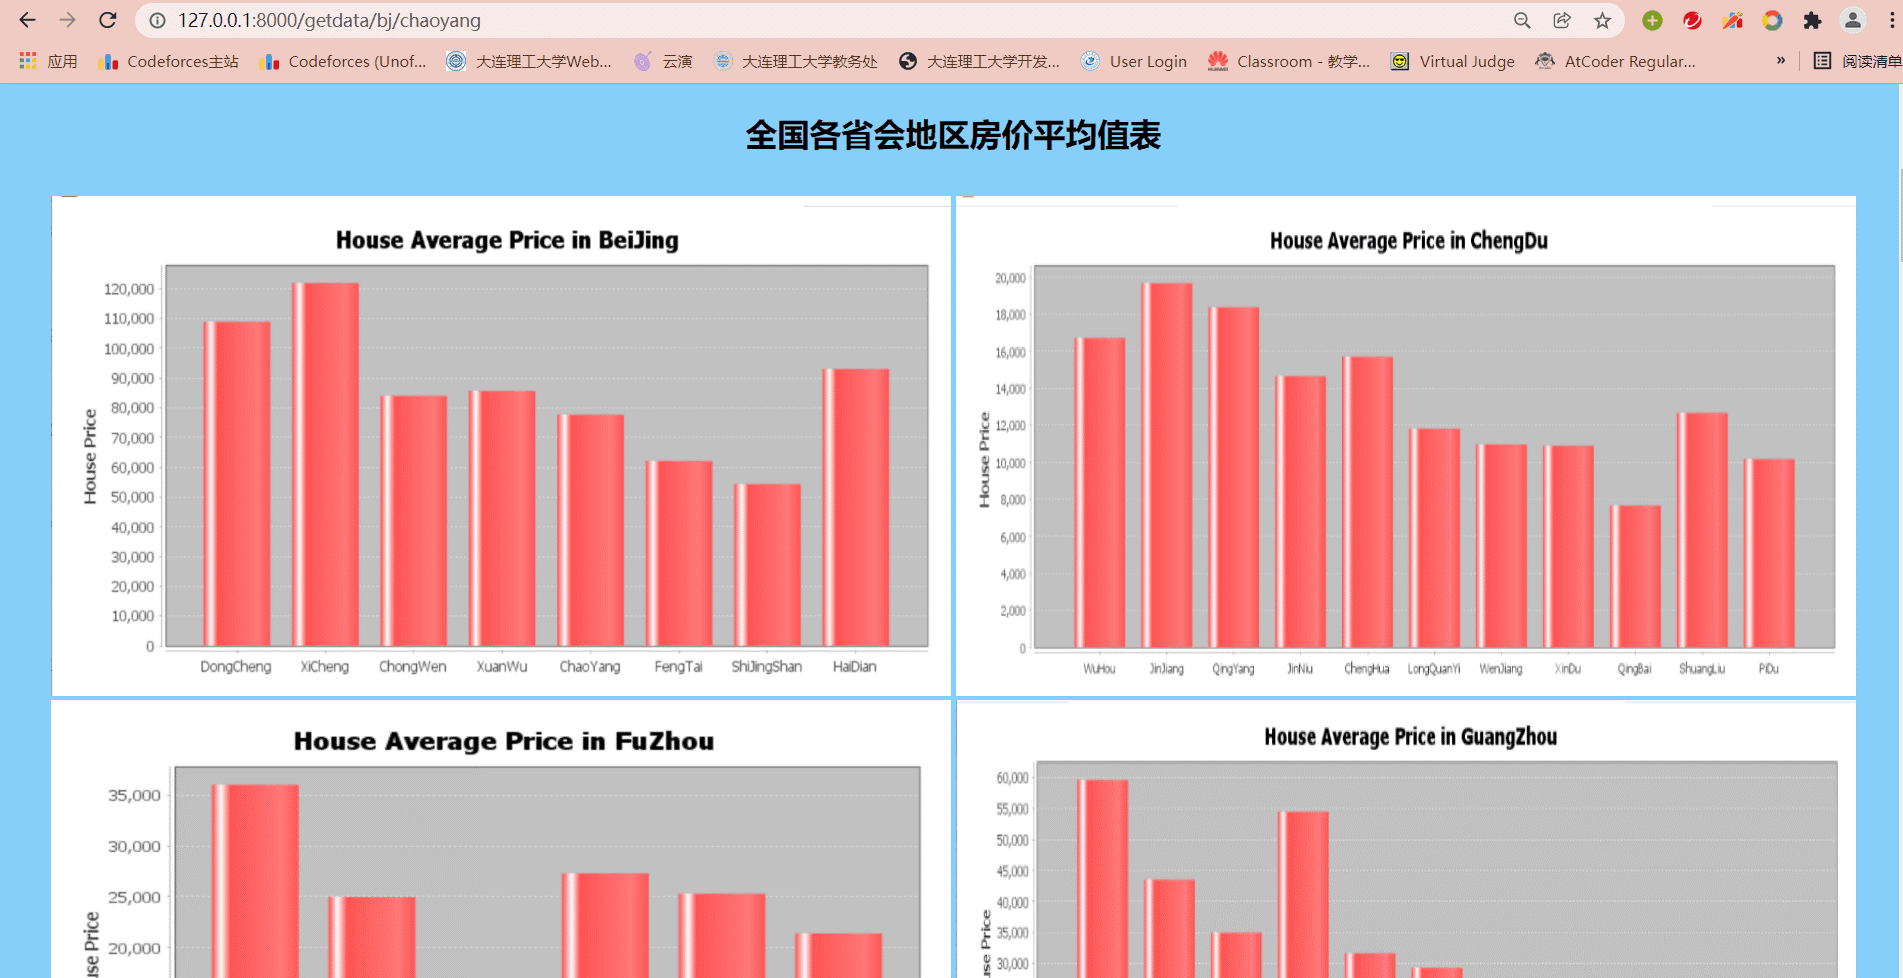 127.0.0.1:8000/getdata/bj/chaoyang
应用 Codeforces主站 Codeforces (Unof... 大连理工大学Web... 云演 大连理工大学教务处 大连理工大学开发... User Login Classroom - 教学... Virtual Judge AtCoder Regular... » 阅读清单
全国各省会地区房价平均值表
House Average Price in BeiJing
120,000
110,000
100,000
90,000
80,000
70,000
60,000
50,000
40,000
30,000
20,000
10,000
0
House Price
DongCheng XiCheng ChongWen XuanWu ChaoYang FengTai ShiJingShan HaiDian
House Average Price in ChengDu
20,000
18,000
16,000
14,000
12,000
10,000
8,000
6,000
4,000
2,000
0
House Price
WuHou JinJiang QingYang JinNiu ChengHua LongQuanYi WenJiang XinDu QingBai ShuangLiu PiDu
House Average Price in FuZhou
35,000
30,000
25,000
20,000
use Price
House Average Price in GuangZhou
60,000
55,000
50,000
45,000
40,000
35,000
30,000
use Price